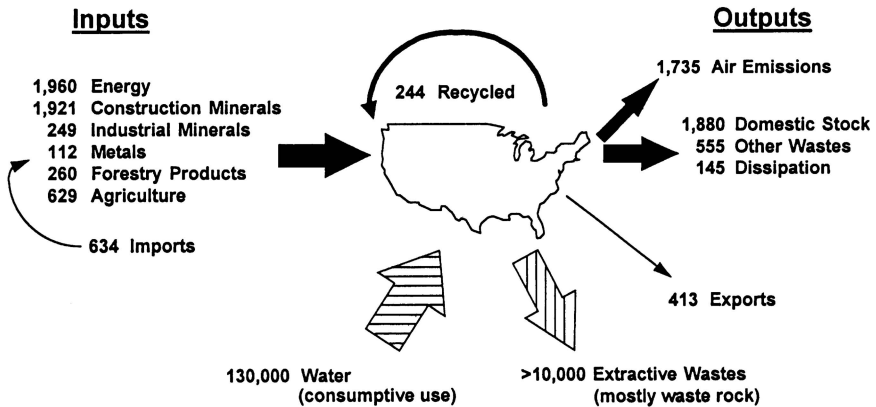 Inputs
1,960 Energy
1,921 Construction Minerals
249 Industrial Minerals
112 Metals
260 Forestry Products
629 Agriculture
634 Imports
244 Recycled
Outputs
1,735 Air Emissions
1,880 Domestic Stock
555 Other Wastes
145 Dissipation
413 Exports
130,000 Water
(consumptive use)
>10,000 Extractive Wastes
(mostly waste rock)